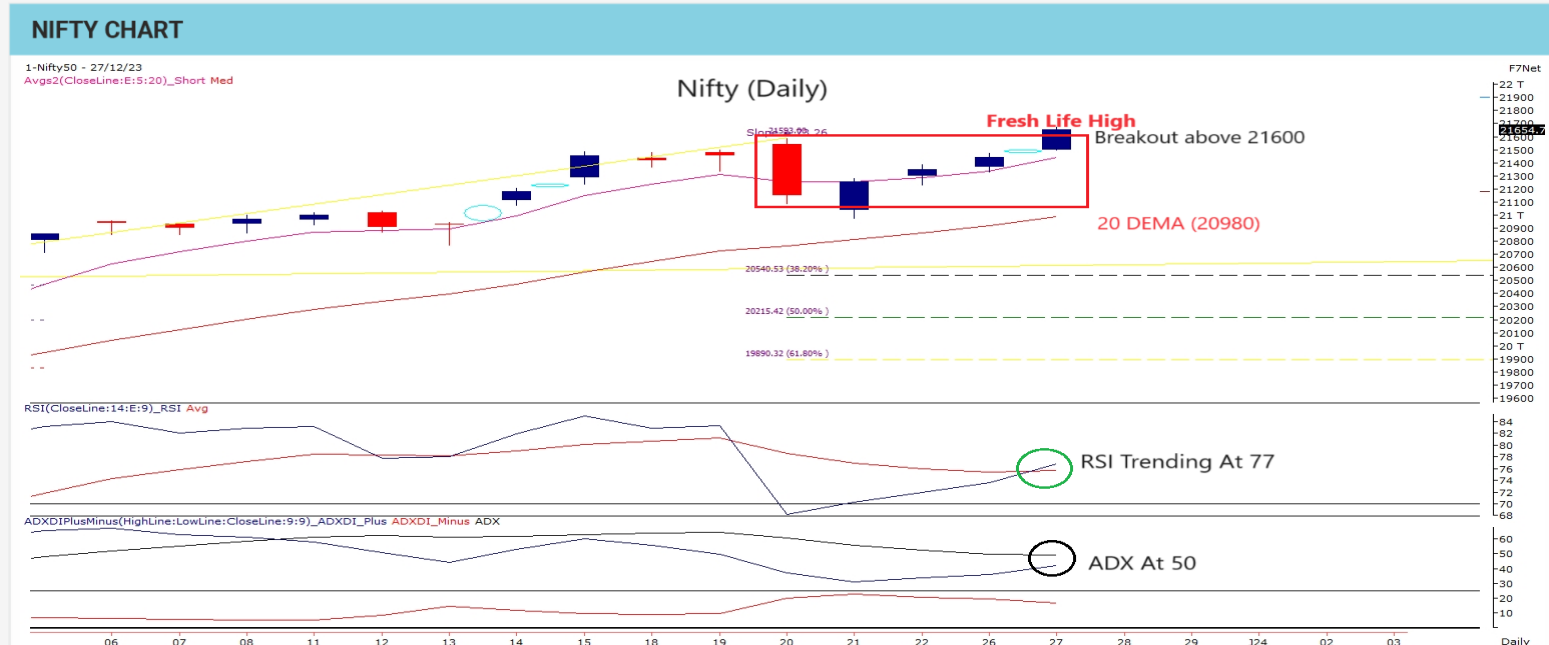 NIFTY CHART
1-Nifty50 - 27/12/23
F7Net
Avgs2(CloseLine:E:5:20)_Short Med
Nifty (Daily)
22 T
21900
21800
21700
21654.7
21600
21500
21400
21300
21200
21100
21 T
20900
20800
20700
20600
20500
20400
20300
20200
20100
20 T
19900
19800
19700
19600
Fresh Life High
Breakout above 21600
20 DEMA (20980)
20540.53 (38.20% )
20215.42 (50.00% )
19890.32 (61.80% )
RSI(CloseLine:14:E:9)_RSI Avg
84
82
80
78
76
74
72
70
68
RSI Trending At 77
ADXDIPlusMinus(HighLine:LowLine:CloseLine:9:9)_ADXDI_Plus ADXDI_Minus ADX
60
50
40
30
20
10
ADX At 50
06 07 08 11 12 13 14 15 18 19 20 21 22 26 27 28 29 '24 02 03 Daily